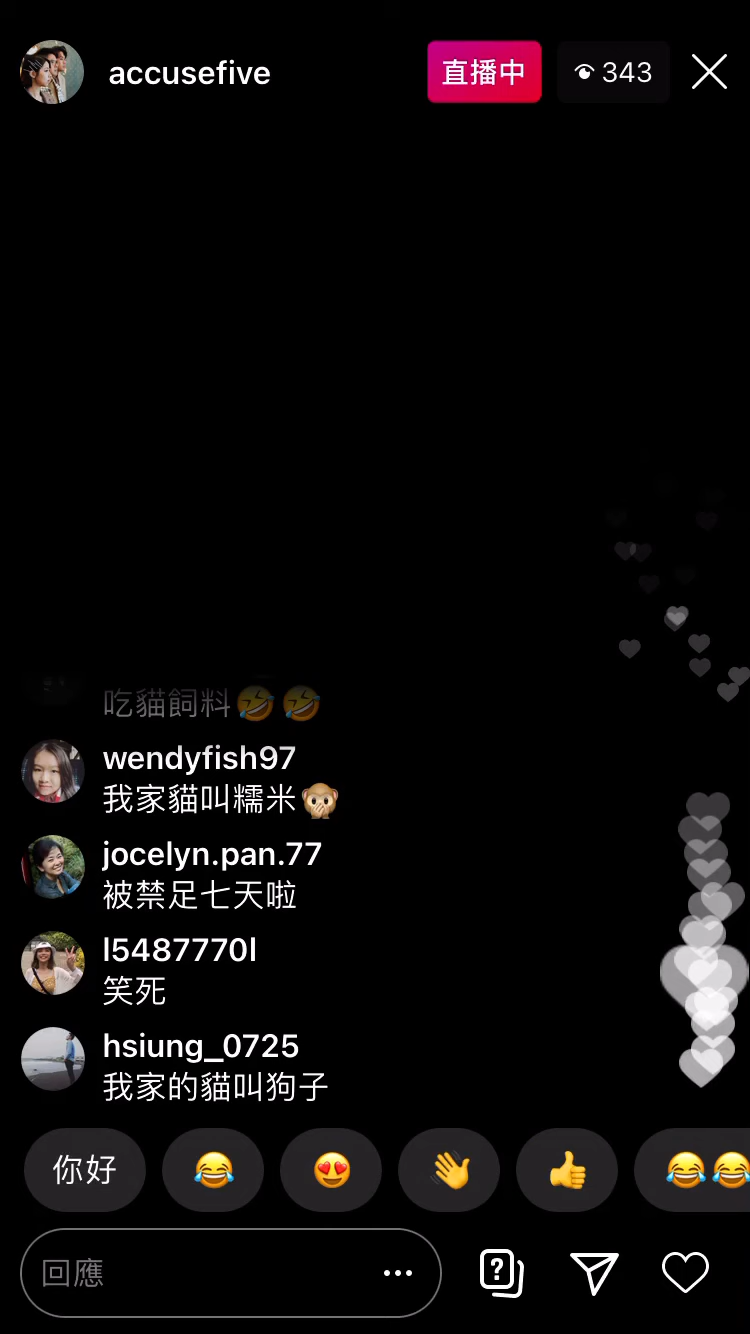 accusefive
直播中
343
吃貓飼料🤣🤣
wendyfish97
我家貓叫糯米🙊
jocelyn.pan.77
被禁足七天啦
l5487770l
笑死
hsiung_0725
我家的貓叫狗子
你好
😂
😍
👋
👍
😂😂
回應